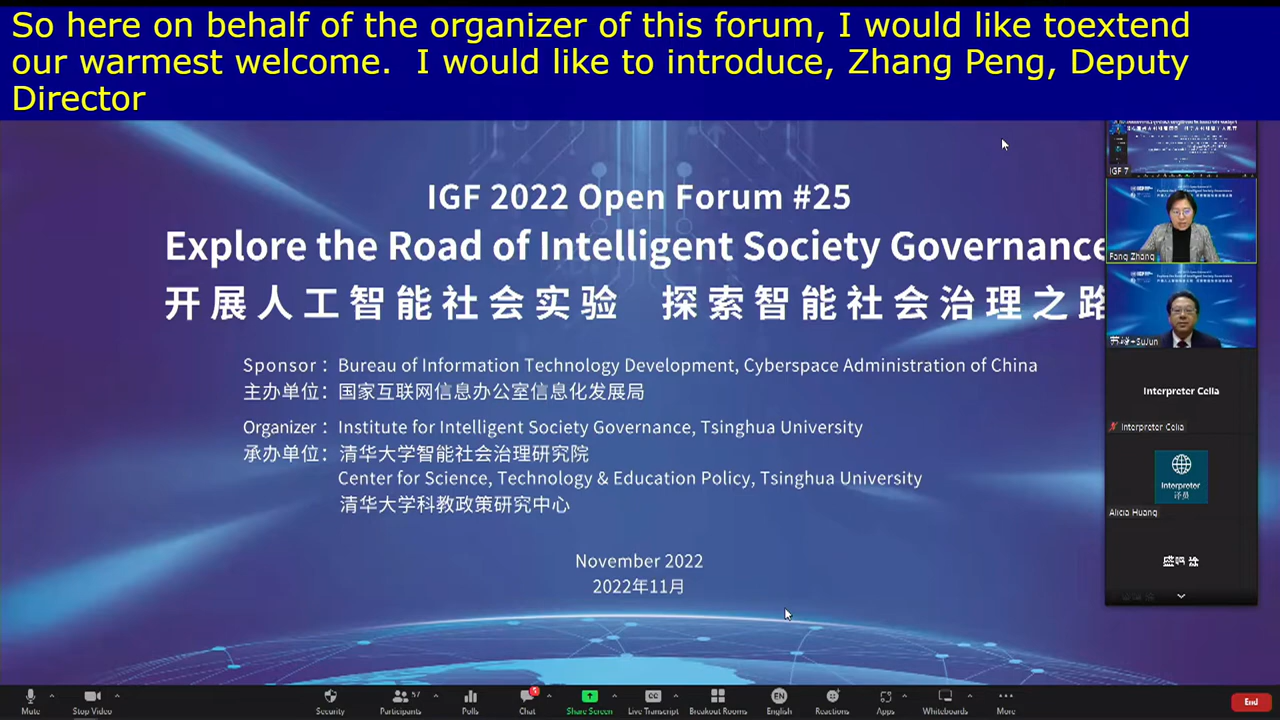 So here on behalf of the organizer of this forum, I would like toextend
our warmest welcome.  I would like to introduce, Zhang Peng, Deputy
Director
IGF 2022 Open Forum #25
Explore the Road of Intelligent Society Governance
开展人工智能社会实验 探索智能社会治理之路
Sponsor： Bureau of Information Technology Development, Cyberspace Administration of China
主办单位：国家互联网信息办公室信息化发展局
Organizer： Institute for Intelligent Society Governance, Tsinghua University
承办单位：清华大学智能社会治理研究院
Center for Science, Technology & Education Policy, Tsinghua University
清华大学科教政策研究中心
November 2022
2022年11月
IGF 7
Fang Zhang
苏竣-SuJun
Interpreter Celia
Interpreter Celia
Interpreter
译员
Alicia Huang
Mute
Stop Video
Security
Participants
57
Polls
Chat
5
Share Screen
CC
Live Transcript
Breakout Rooms
EN
English
Reactions
Apps
Whiteboards
More
End